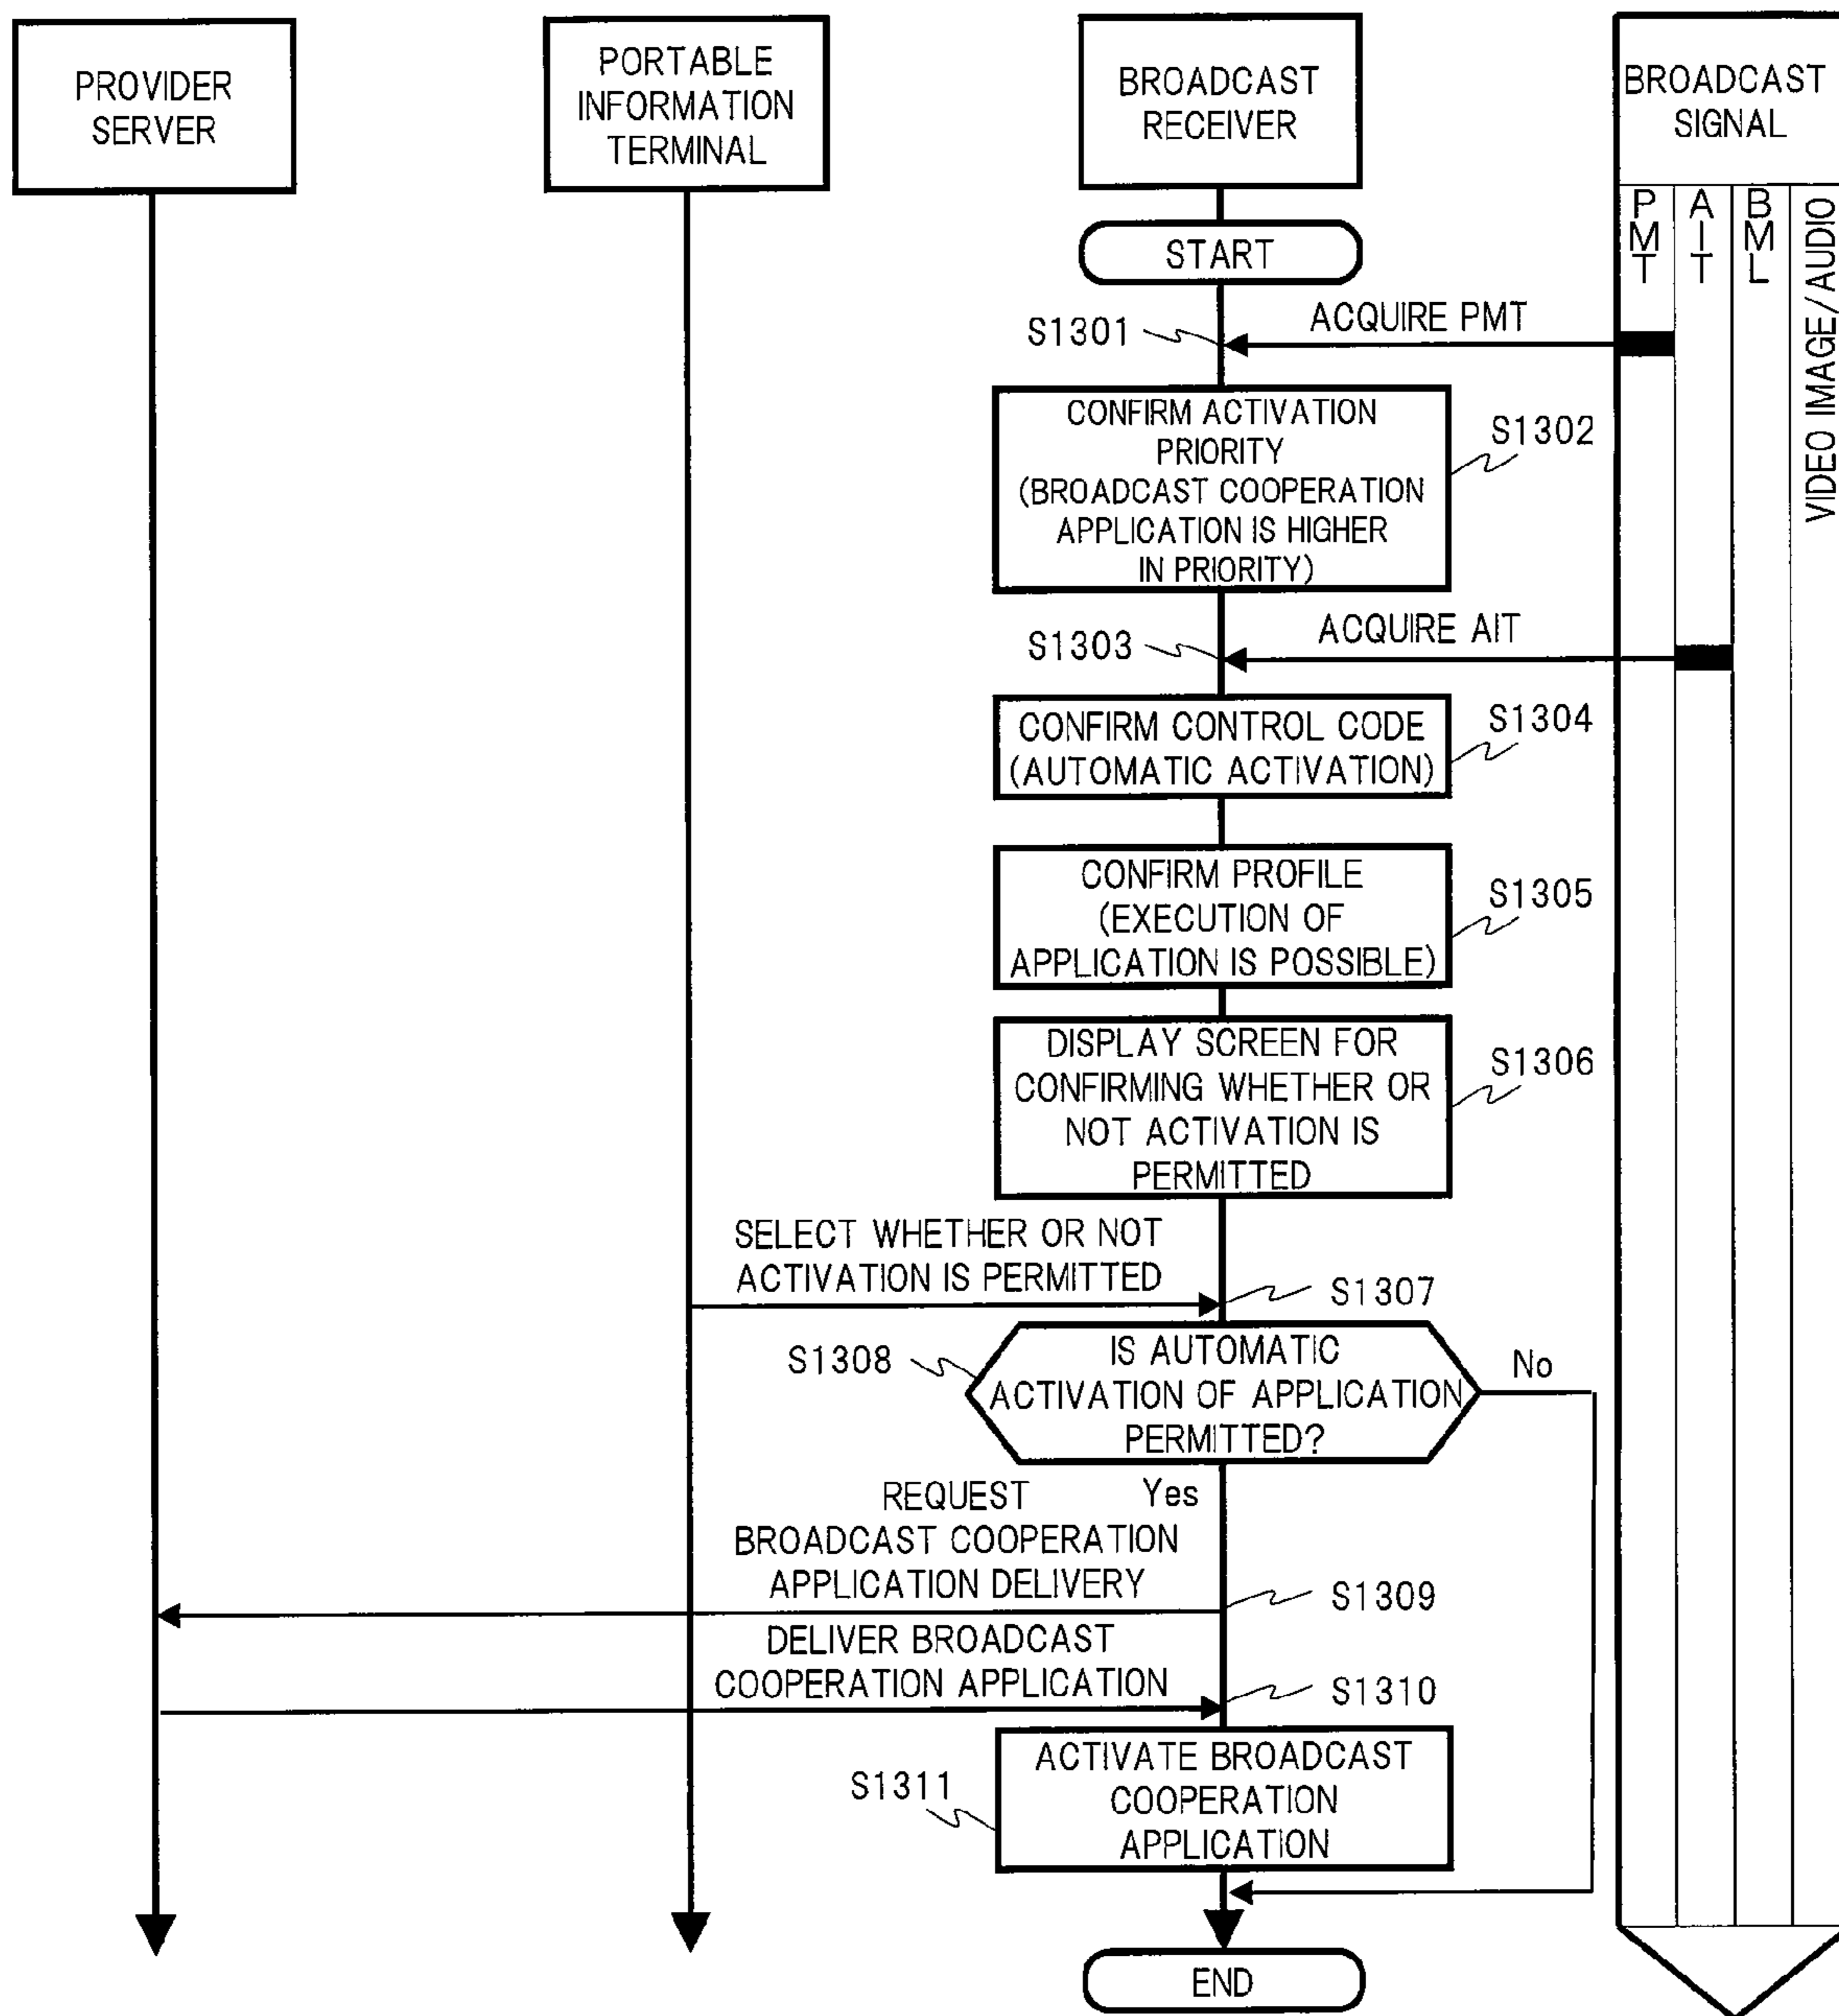 PROVIDER
SERVER
PORTABLE
INFORMATION
TERMINAL
BROADCAST
RECEIVER
BROADCAST
SIGNAL
PMT
AIT
BML
VIDEO IMAGE/AUDIO
START
S1301
ACQUIRE PMT
CONFIRM ACTIVATION
PRIORITY
(BROADCAST COOPERATION
APPLICATION IS HIGHER
IN PRIORITY)
S1302
S1303
ACQUIRE AIT
CONFIRM CONTROL CODE
(AUTOMATIC ACTIVATION)
S1304
CONFIRM PROFILE
(EXECUTION OF
APPLICATION IS POSSIBLE)
S1305
DISPLAY SCREEN FOR
CONFIRMING WHETHER OR
NOT ACTIVATION IS
PERMITTED
S1306
SELECT WHETHER OR NOT
ACTIVATION IS PERMITTED
S1307
S1308
IS AUTOMATIC
ACTIVATION OF APPLICATION
PERMITTED?
No
Yes
REQUEST
BROADCAST COOPERATION
APPLICATION DELIVERY
S1309
DELIVER BROADCAST
COOPERATION APPLICATION
S1310
S1311
ACTIVATE BROADCAST
COOPERATION
APPLICATION
END